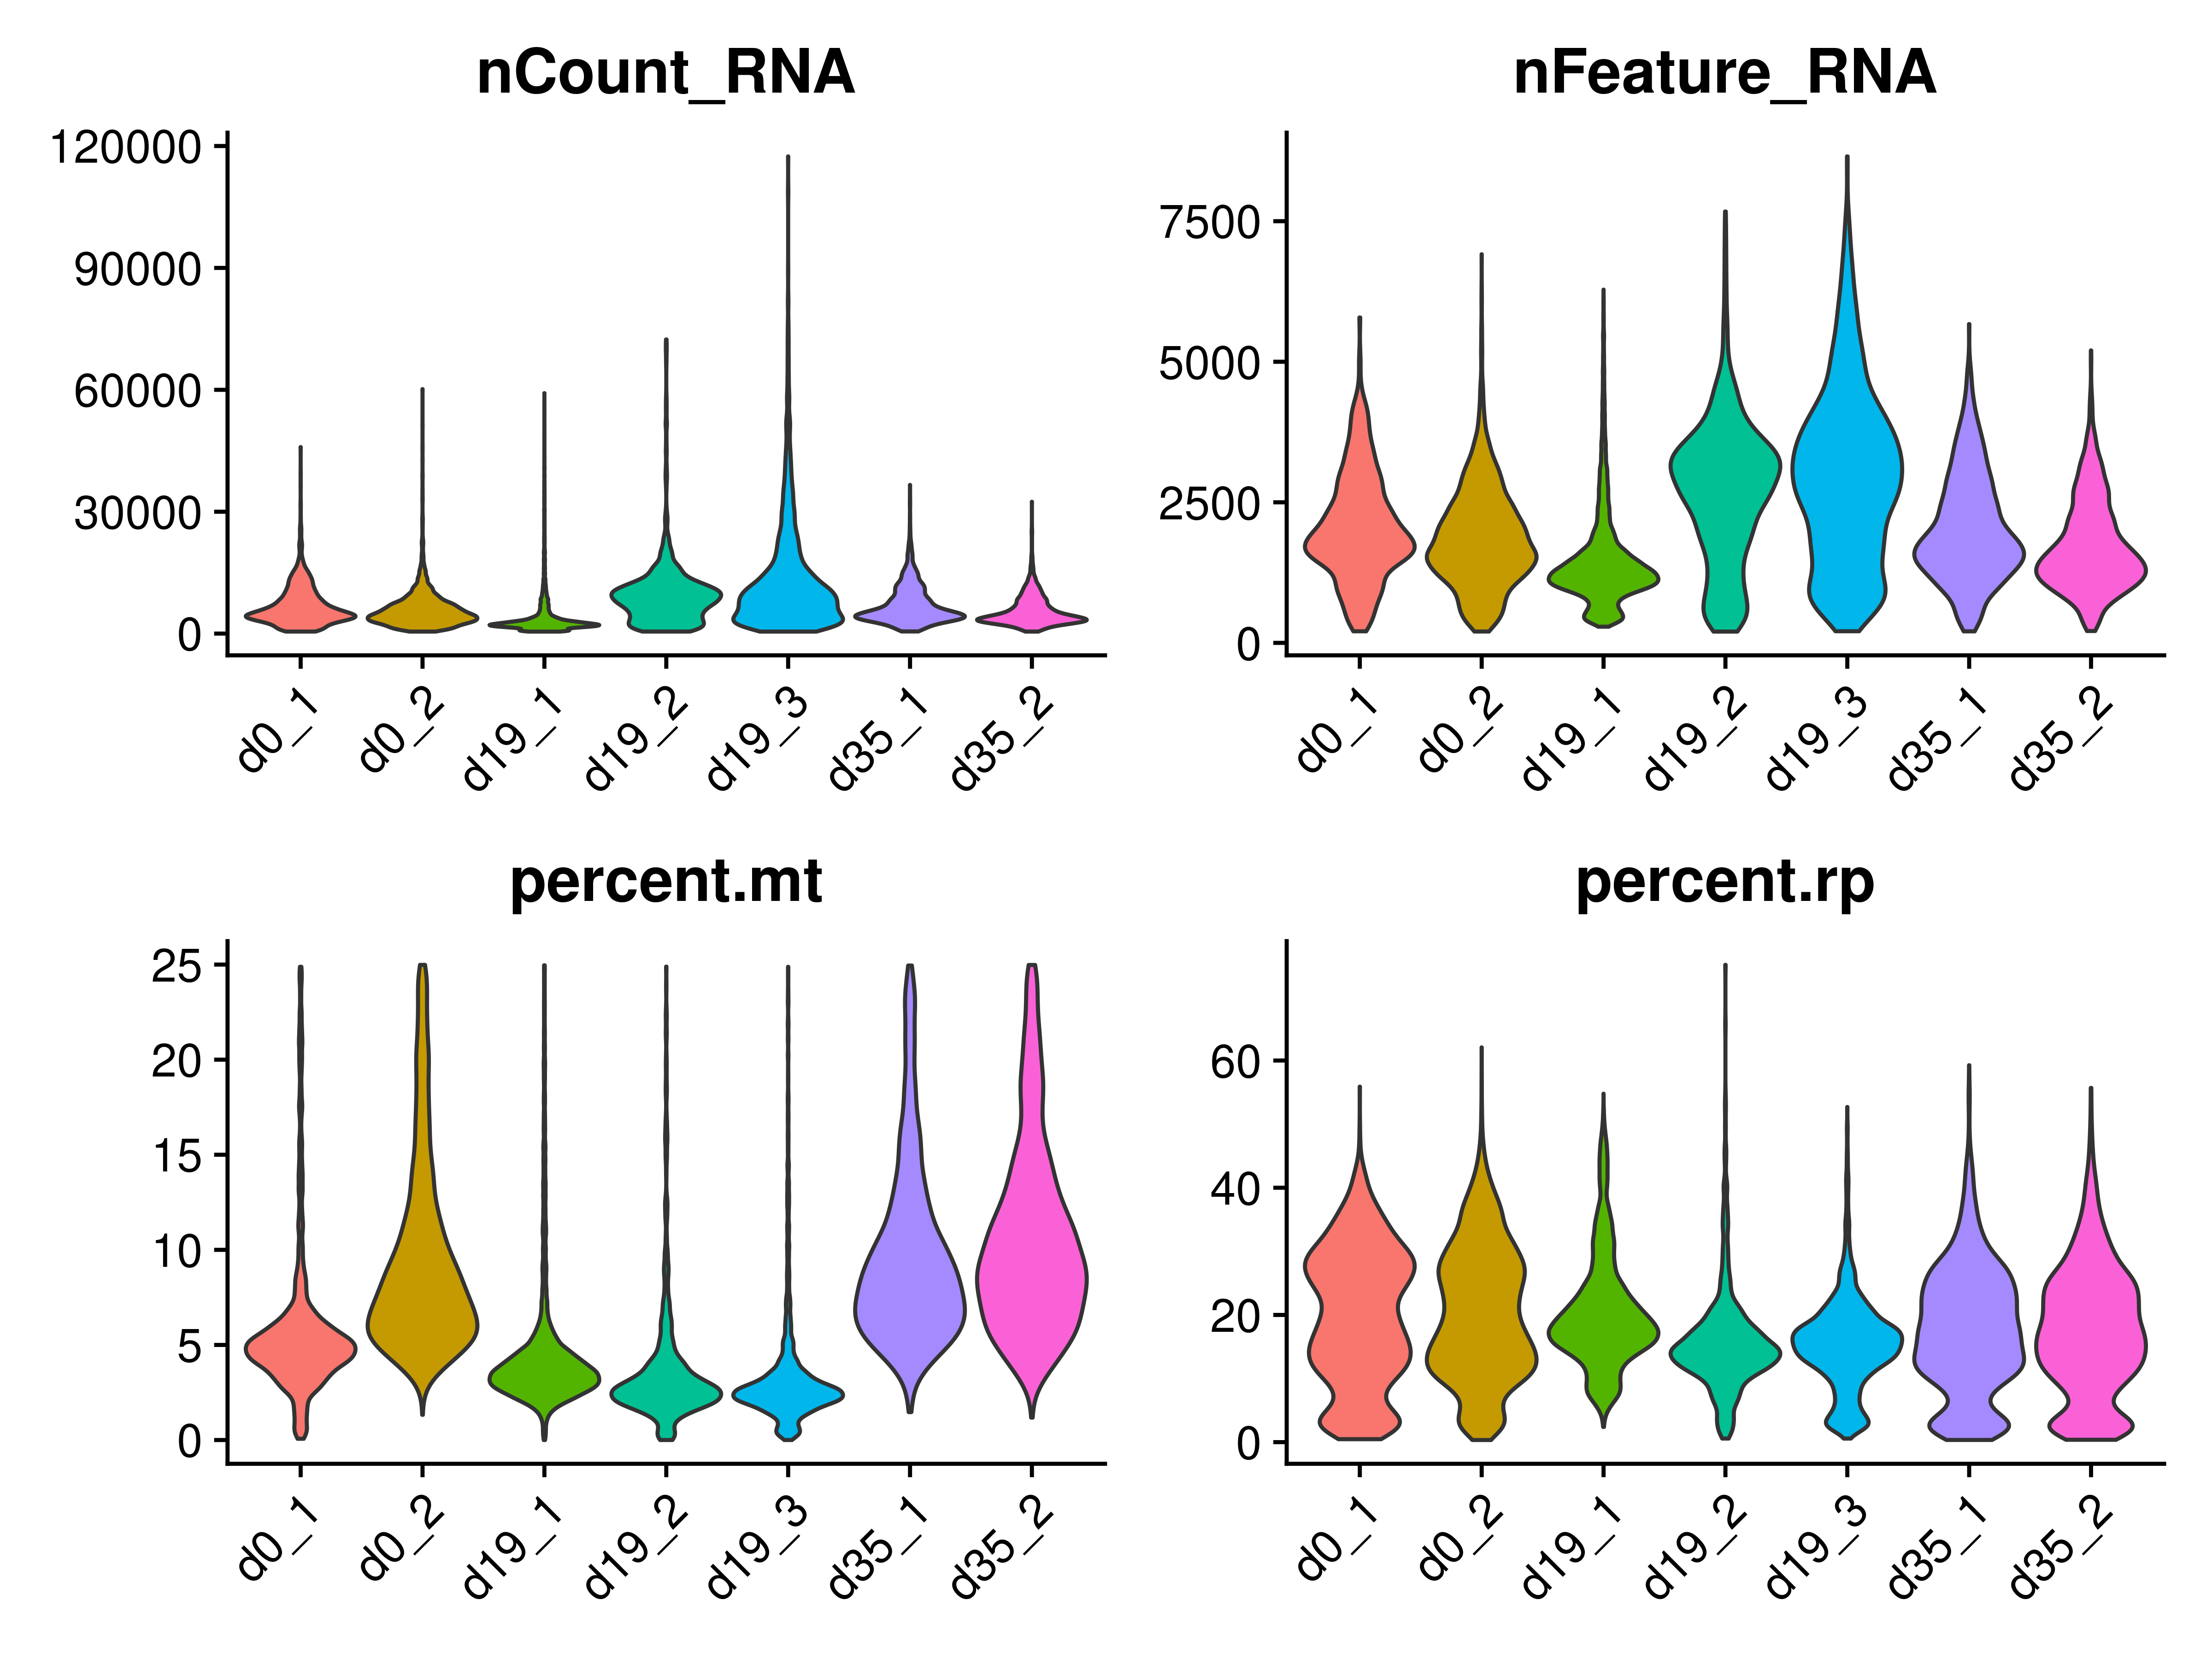 nCount_RNA
120000
90000
60000
30000
0
d0_1
d0_2
d19_1
d19_2
d19_3
d35_1
d35_2
nFeature_RNA
7500
5000
2500
0
d0_1
d0_2
d19_1
d19_2
d19_3
d35_1
d35_2
percent.mt
25
20
15
10
5
0
d0_1
d0_2
d19_1
d19_2
d19_3
d35_1
d35_2
percent.rp
60
40
20
0
d0_1
d0_2
d19_1
d19_2
d19_3
d35_1
d35_2